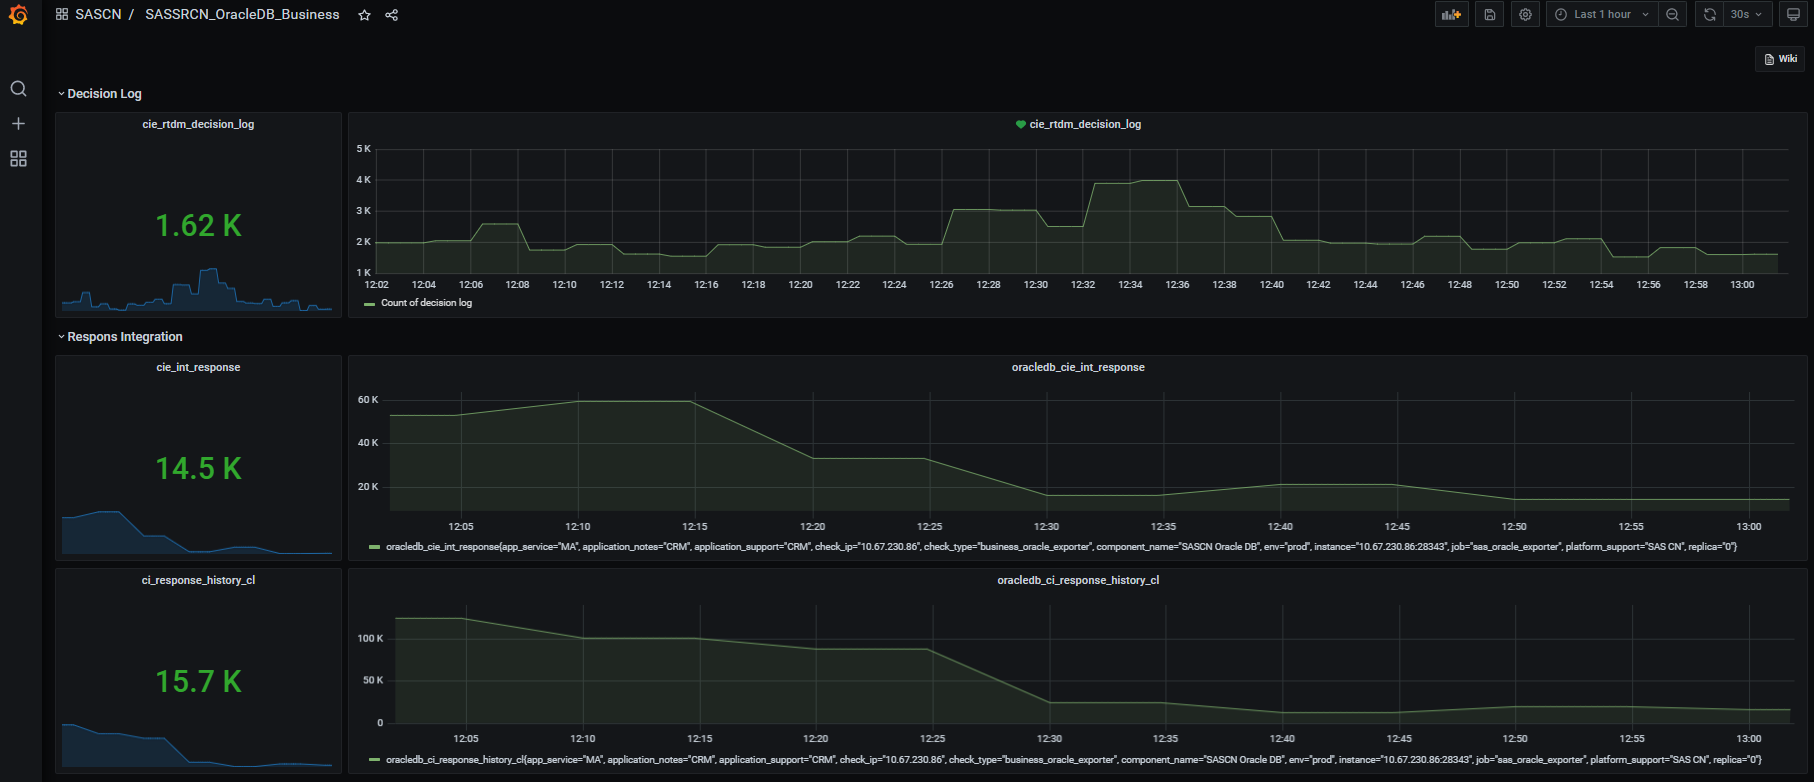 SASCN / SASSRCN_OracleDB_Business
Last 1 hour
30s
Wiki
Decision Log
cie_rtdm_decision_log
1.62 K
cie_rtdm_decision_log
5 K
4 K
3 K
2 K
1 K
12:02 12:04 12:06 12:08 12:10 12:12 12:14 12:16 12:18 12:20 12:22 12:24 12:26 12:28 12:30 12:32 12:34 12:36 12:38 12:40 12:42 12:44 12:46 12:48 12:50 12:52 12:54 12:56 12:58 13:00
Count of decision log
Respons Integration
cie_int_response
14.5 K
oracledb_cie_int_response
60 K
40 K
20 K
12:05 12:10 12:15 12:20 12:25 12:30 12:35 12:40 12:45 12:50 12:55 13:00
oracledb_cie_int_response{app_service="MA", application_notes="CRM", application_support="CRM", check_ip="10.67.230.86", check_type="business_oracle_exporter", component_name="SASCN Oracle DB", env="prod", instance="10.67.230.86:28343", job="sas_oracle_exporter", platform_support="SAS CN", replica="0"}
ci_response_history_cl
15.7 K
oracledb_ci_response_history_cl
100 K
50 K
0
12:05 12:10 12:15 12:20 12:25 12:30 12:35 12:40 12:45 12:50 12:55 13:00
oracledb_ci_response_history_cl{app_service="MA", application_notes="CRM", application_support="CRM", check_ip="10.67.230.86", check_type="business_oracle_exporter", component_name="SASCN Oracle DB", env="prod", instance="10.67.230.86:28343", job="sas_oracle_exporter", platform_support="SAS CN", replica="0"}